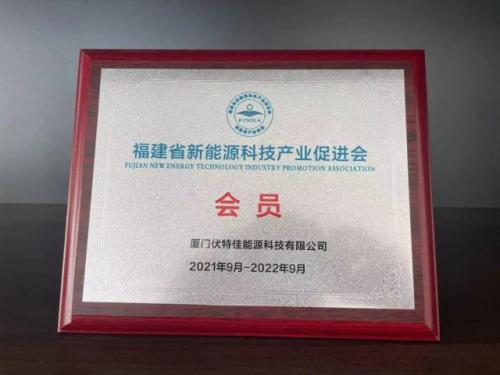 FJNEA
福建省新能源科技产业促进会
FUJIAN NEW ENERGY TECHNOLOGY INDUSTRY PROMOTION ASSOCIATION
会员
厦门伏特佳能源科技有限公司
2021年9月-2022年9月